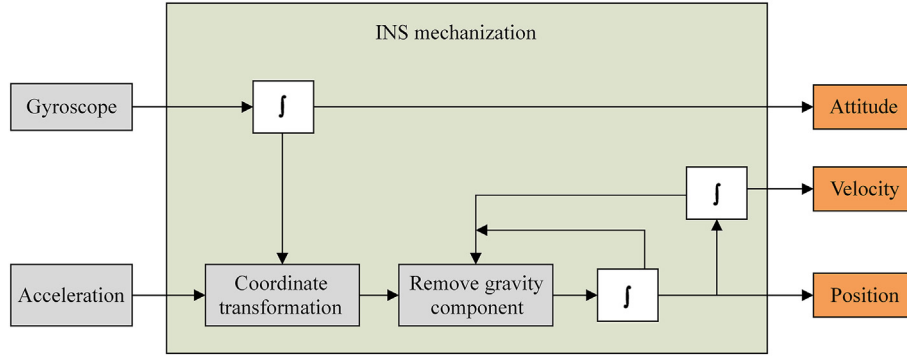 INS mechanization
Gyroscope
∫
Attitude
∫
Velocity
Acceleration
Coordinate
transformation
Remove gravity
component
∫
Position